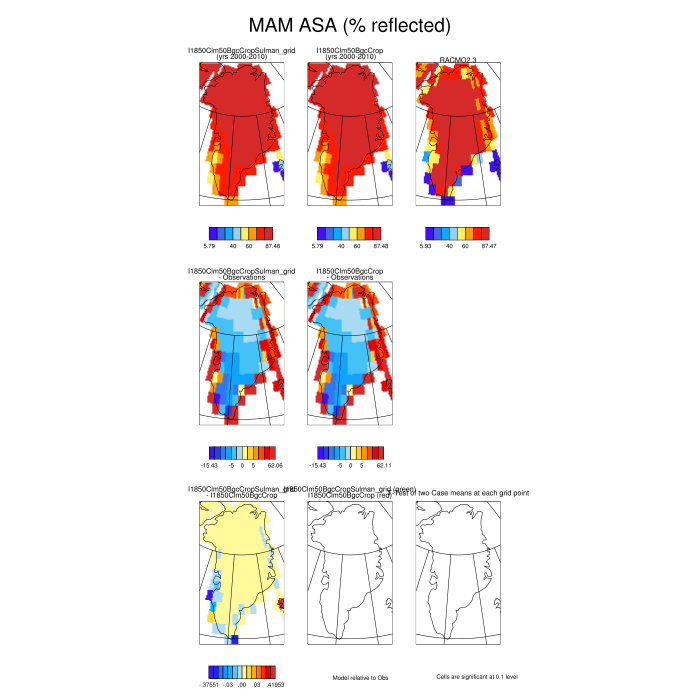 MAM ASA (% reflected)
I1850Clm50BgcCropSulman_grid
(yrs 2000-2010)
I1850Clm50BgcCrop
(yrs 2000-2010)
RACMO2.3
5.79 40 60 87.48
5.79 40 60 87.48
5.93 40 60 87.47
I1850Clm50BgcCropSulman_grid
- Observations
I1850Clm50BgcCrop
- Observations
-15.43 -5 0 5 62.06
-15.43 -5 0 5 62.11
I1850Clm50BgcCropSulman_grid
- I1850Clm50BgcCrop
I1850Clm50BgcCropSulman_grid (green)
I1850Clm50BgcCrop (red)
Test of two Case means at each grid point
-.37551 -.03 .00 .03 .41953
Model relative to Obs
Cells are significant at 0.1 level